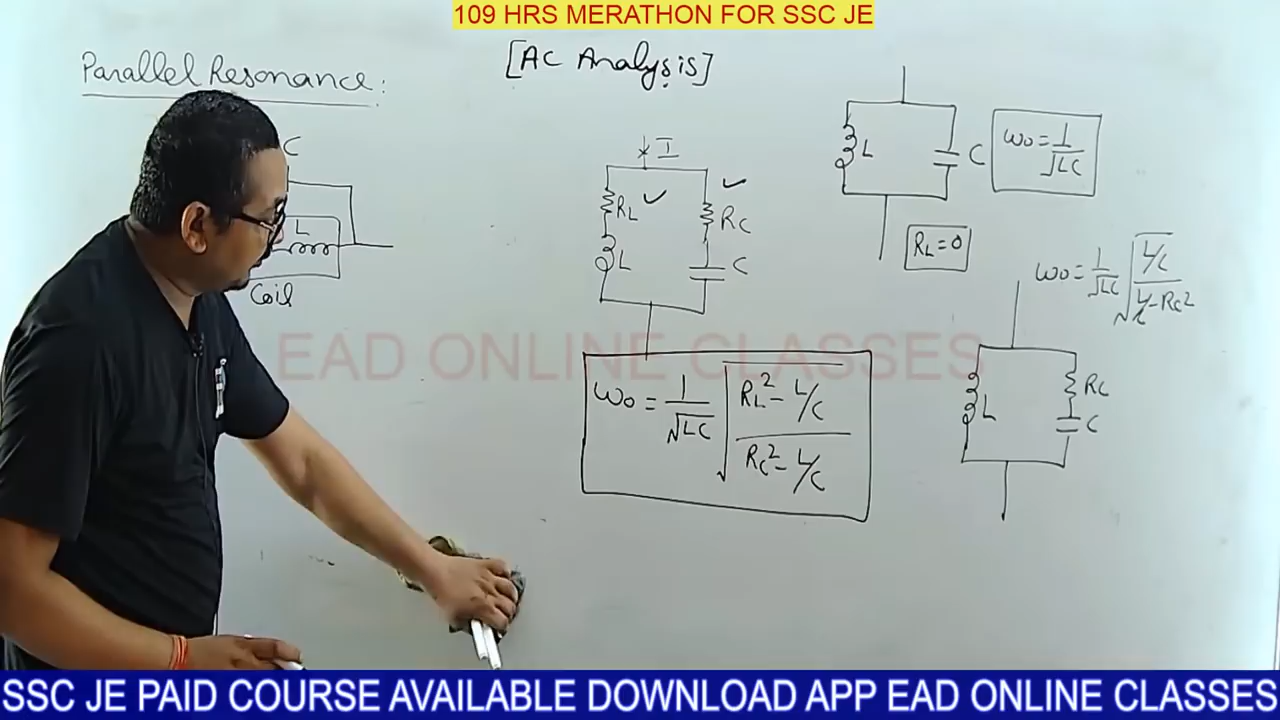 109 HRS MERATHON FOR SSC JE
Parallel Resonance:
[AC Analysis]
C
L
Coil
I
RL
L
RC
C
L
C
ω0 = 1/√LC
RL = 0
ω0 = 1/√LC √(L/C / L/C - RC²)
L
RC
C
EAD ONLINE CLASSES
ω0 = 1/√LC √(RL² - L/C / RC² - L/C)
SSC JE PAID COURSE AVAILABLE DOWNLOAD APP EAD ONLINE CLASSES